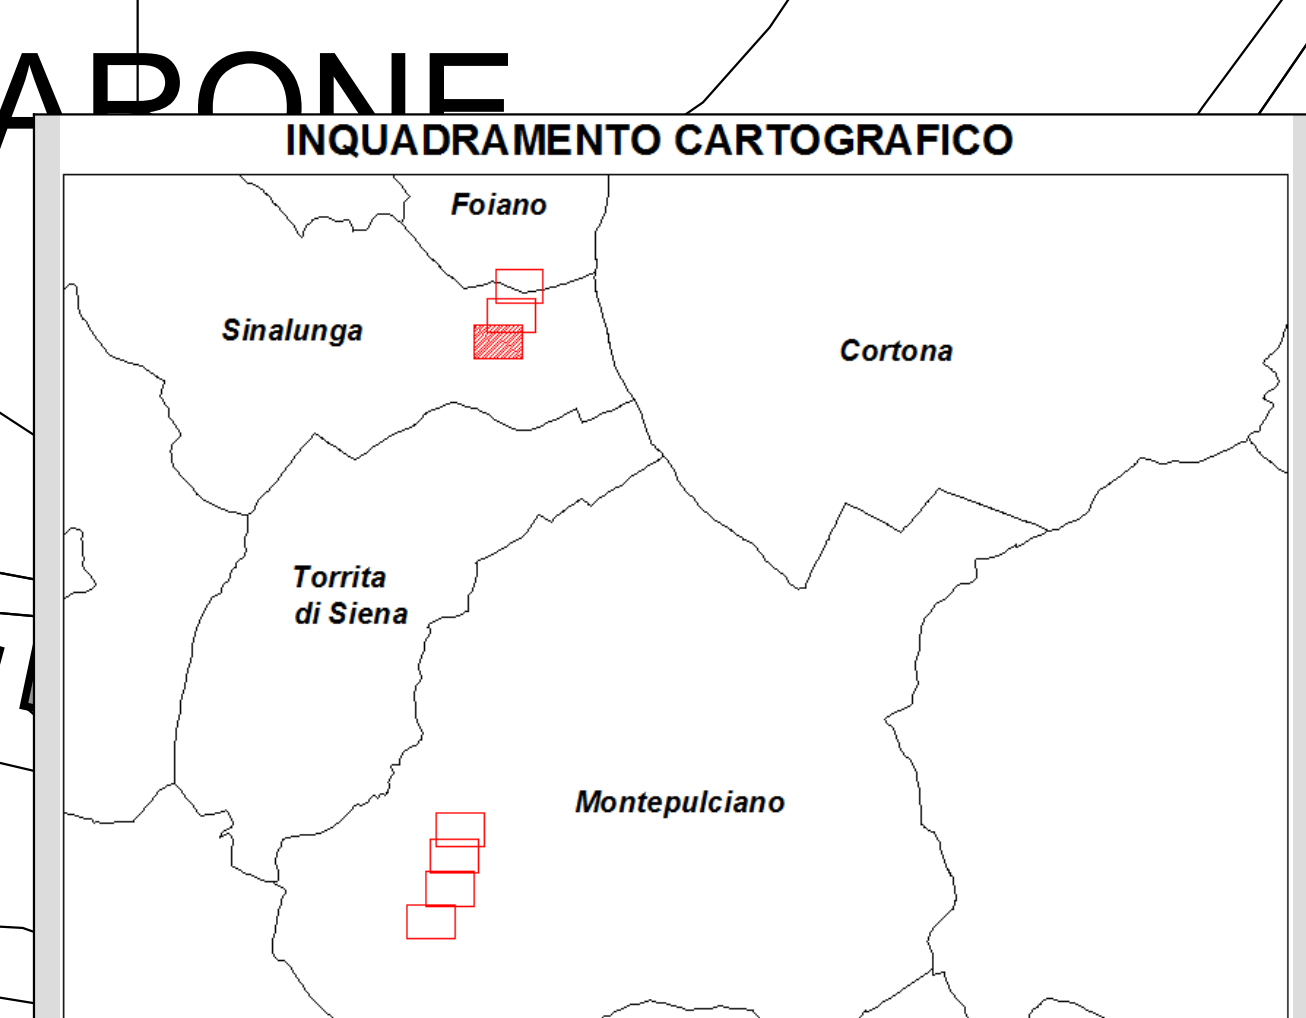 INQUADRAMENTO CARTOGRAFICO
Foiano
Sinalunga
Cortona
Torrita
di Siena
Montepulciano